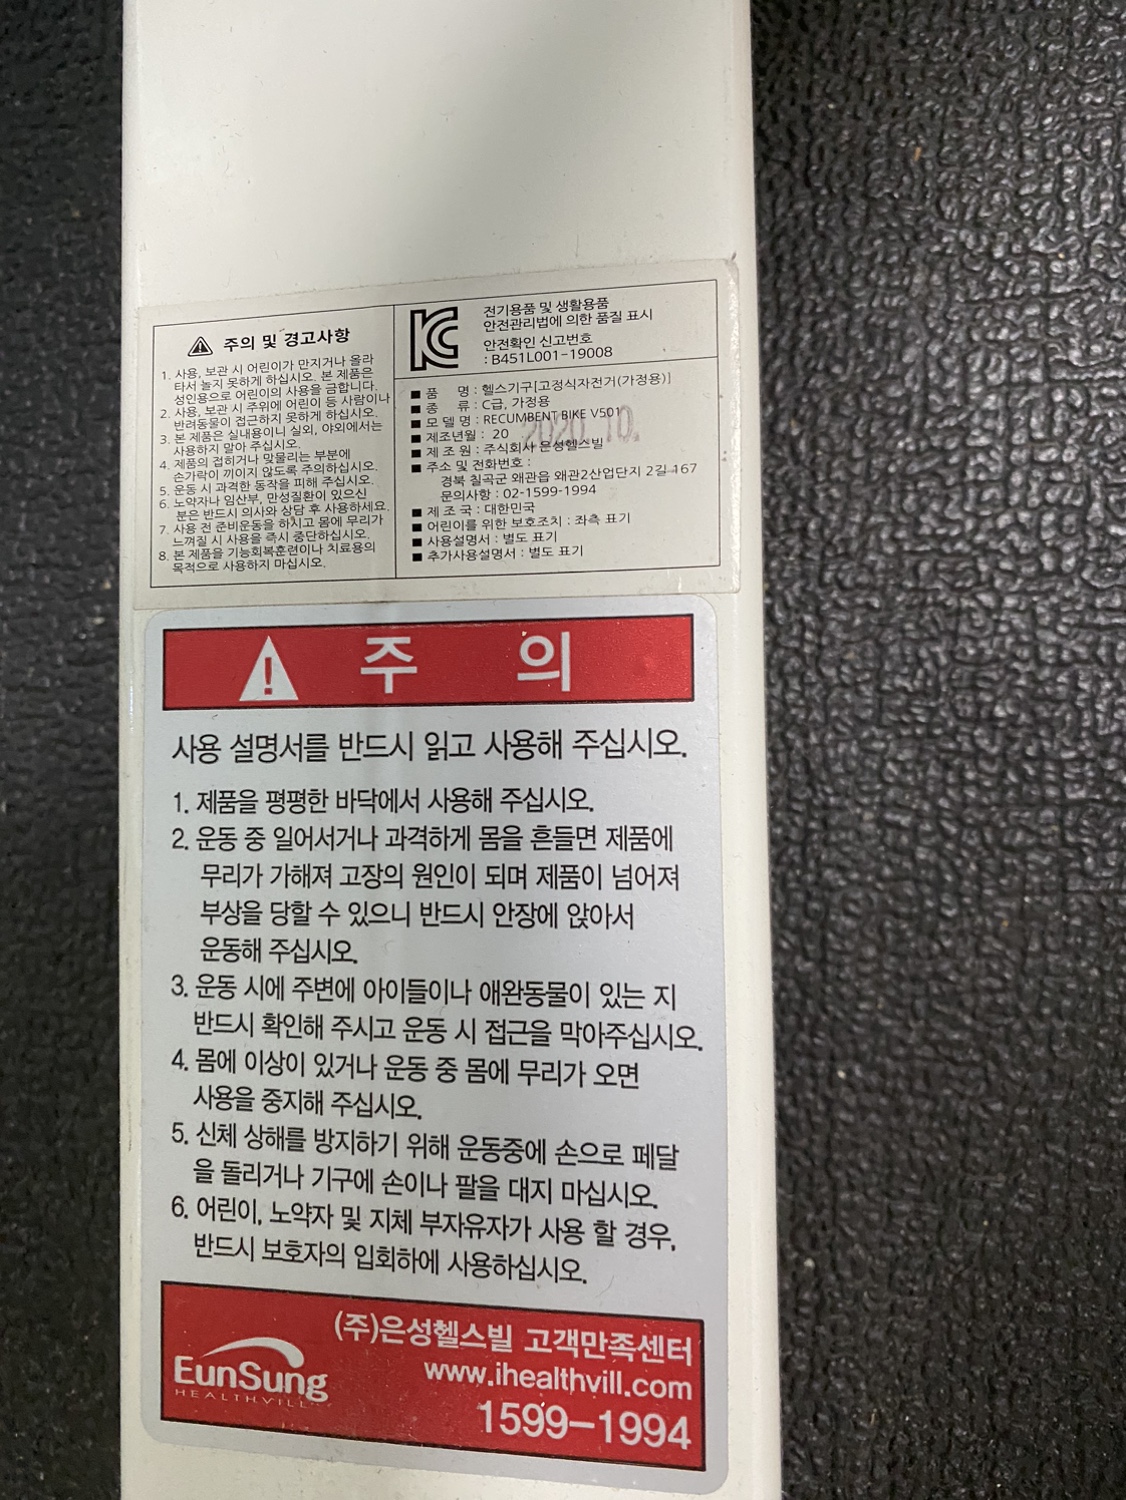 주의 및 경고사항
1. 사용, 보관 시 어린이가 만지거나 올라
타서 놀지 못하게 하십시오. 본 제품은
성인용으로 어린이의 사용을 금합니다.
2. 사용, 보관 시 주위에 어린이 등 사람이나
반려동물이 접근하지 못하게 하십시오.
3. 본 제품은 실내용이니 실외, 야외에서는
사용하지 말아 주십시오.
4. 제품의 접히거나 맞물리는 부분에
손가락이 끼이지 않도록 주의하십시오.
5. 운동 시 과격한 동작을 피해 주십시오.
6. 노약자나 임산부, 만성질환이 있으신
분은 반드시 의사와 상담 후 사용하세요.
7. 사용 전 준비운동을 하시고 몸에 무리가
느껴질 시 사용을 즉시 중단하십시오.
8. 본 제품을 기능회복훈련이나 치료용의
목적으로 사용하지 마십시오.
전기용품 및 생활용품
안전관리법에 의한 품질 표시
안전확인 신고번호
: B451L001-19008
■ 품 명 : 헬스기구[고정식자전거(가정용)]
■ 종 류 : C급, 가정용
■ 모 델 명 : RECUMBENT BIKE V501
■ 제조년월 : 20 2020. 10.
■ 제 조 원 : 주식회사 은성헬스빌
■ 주소 및 전화번호 :
경북 칠곡군 왜관읍 왜관2산업단지 2길 167
문의사항 : 02-1599-1994
■ 제 조 국 : 대한민국
■ 어린이를 위한 보호조치 : 좌측 표기
■ 사용설명서 : 별도 표기
■ 추가사용설명서 : 별도 표기
주 의
사용 설명서를 반드시 읽고 사용해 주십시오.
1. 제품을 평평한 바닥에서 사용해 주십시오.
2. 운동 중 일어서거나 과격하게 몸을 흔들면 제품에
무리가 가해져 고장의 원인이 되며 제품이 넘어져
부상을 당할 수 있으니 반드시 안장에 앉아서
운동해 주십시오.
3. 운동 시에 주변에 아이들이나 애완동물이 있는 지
반드시 확인해 주시고 운동 시 접근을 막아주십시오.
4. 몸에 이상이 있거나 운동 중 몸에 무리가 오면
사용을 중지해 주십시오.
5. 신체 상해를 방지하기 위해 운동중에 손으로 페달
을 돌리거나 기구에 손이나 팔을 대지 마십시오.
6. 어린이, 노약자 및 지체 부자유자가 사용 할 경우,
반드시 보호자의 입회하에 사용하십시오.
(주)은성헬스빌 고객만족센터
EunSung
HEALTHVILL
www.ihealthvill.com
1599-1994